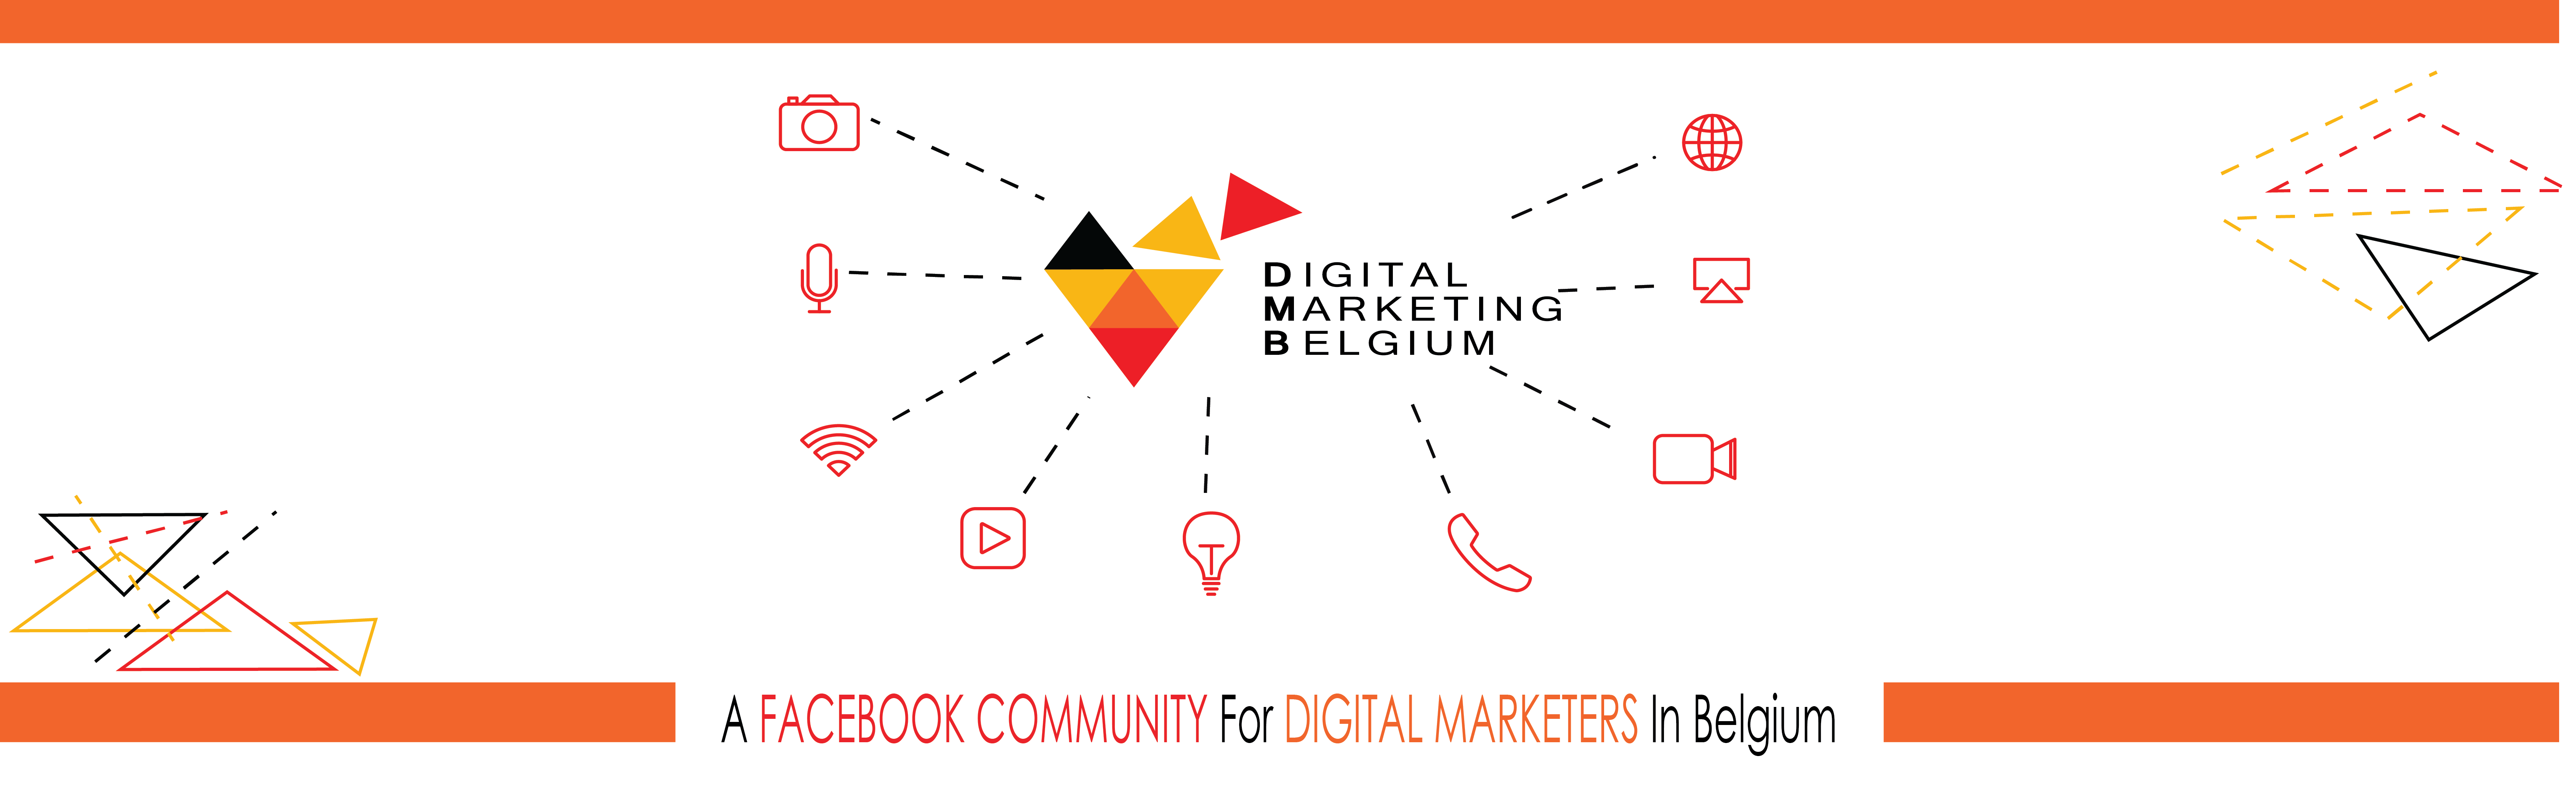 DIGITAL
MARKETING
BELGIUM
A FACEBOOK COMMUNITY For DIGITAL MARKETERS In Belgium